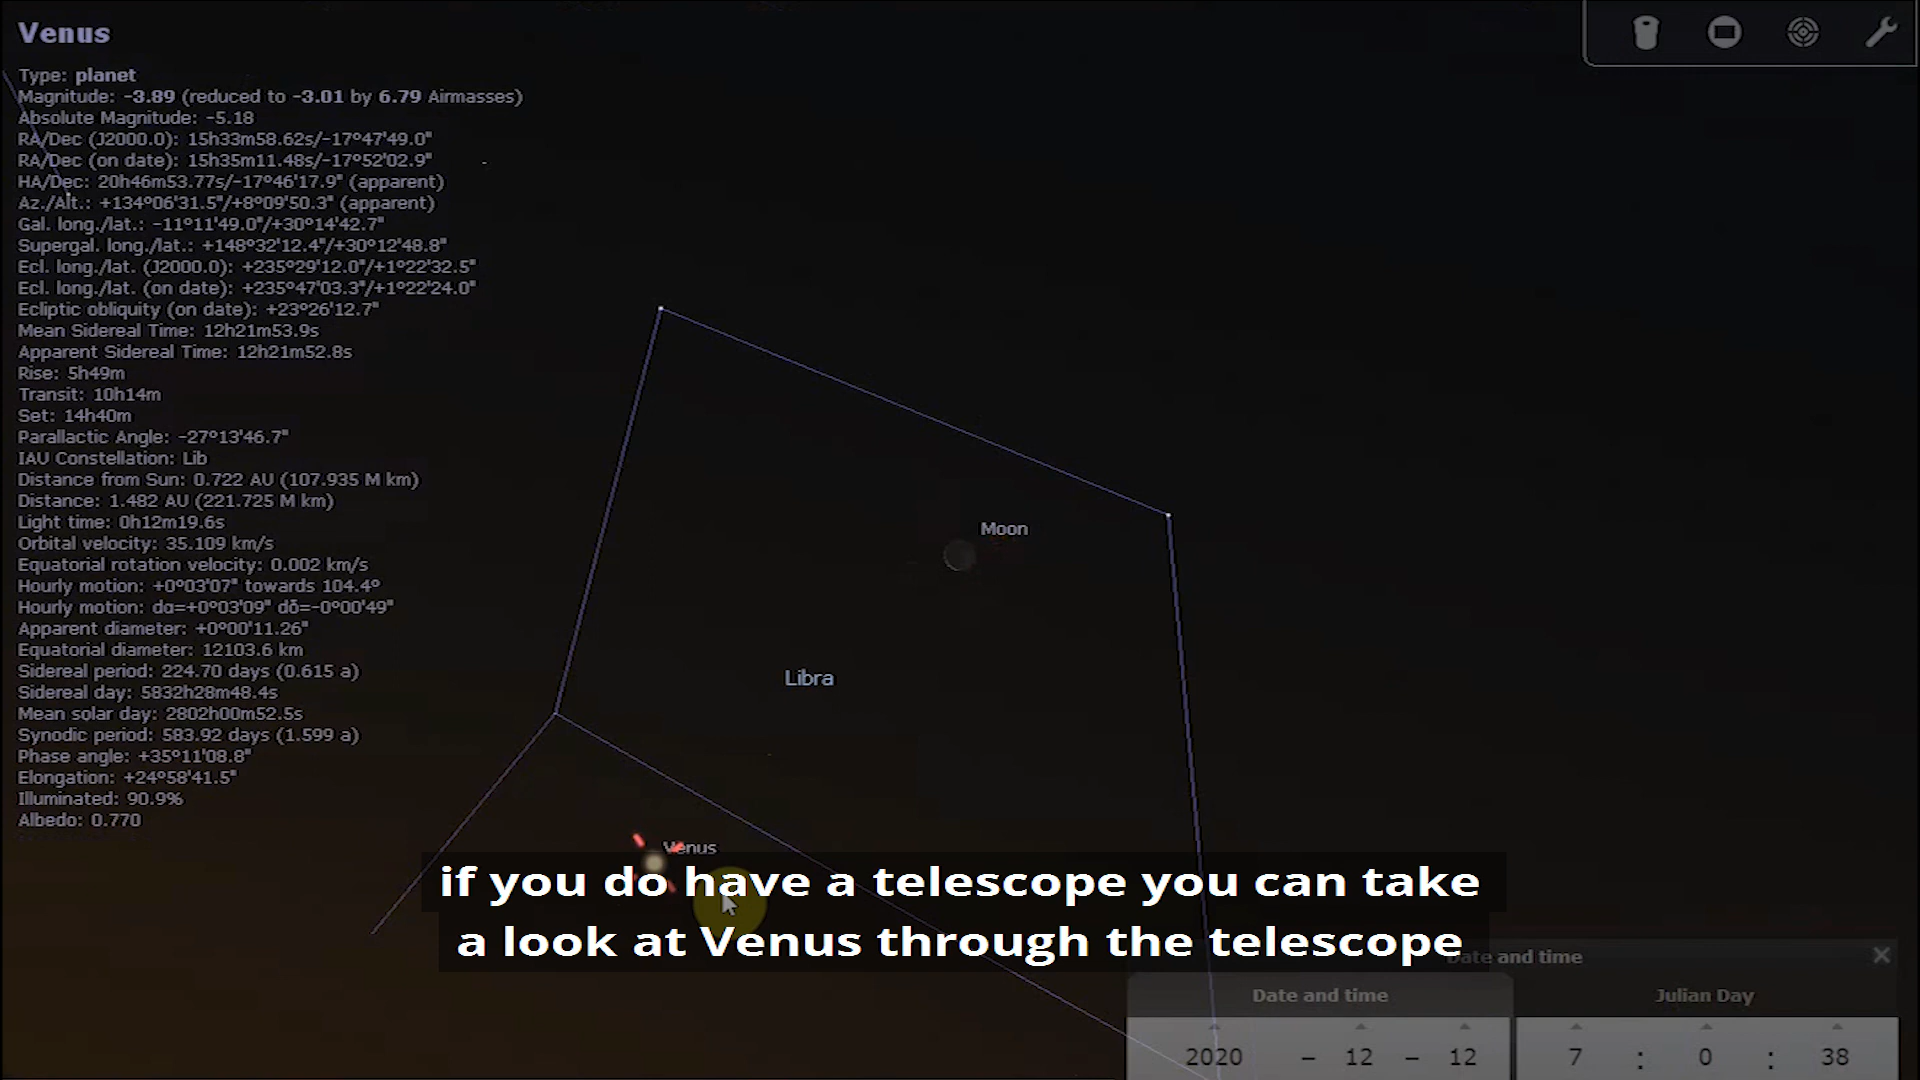 Venus
Type: planet
Magnitude: -3.89 (reduced to -3.01 by 6.79 Airmasses)
Absolute Magnitude: -5.18
RA/Dec (J2000.0): 15h33m58.62s/-17°47'49.0"
RA/Dec (on date): 15h35m11.48s/-17°52'02.9"
HA/Dec: 20h46m53.77s/-17°46'17.9" (apparent)
Az./Alt.: +134°06'31.5"/+8°09'50.3" (apparent)
Gal. long./lat.: -11°11'49.0"/+30°14'42.7"
Supergal. long./lat.: +148°32'12.4"/+30°12'48.8"
Ecl. long./lat. (J2000.0): +235°29'12.0"/+1°22'32.5"
Ecl. long./lat. (on date): +235°47'03.3"/+1°22'24.0"
Ecliptic obliquity (on date): +23°26'12.7"
Mean Sidereal Time: 12h21m53.9s
Apparent Sidereal Time: 12h21m52.8s
Rise: 5h49m
Transit: 10h14m
Set: 14h40m
Parallactic Angle: -27°13'46.7"
IAU Constellation: Lib
Distance from Sun: 0.722 AU (107.935 M km)
Distance: 1.482 AU (221.725 M km)
Light time: 0h12m19.6s
Orbital velocity: 35.109 km/s
Equatorial rotation velocity: 0.002 km/s
Hourly motion: +0°03'07" towards 104.4°
Hourly motion: dα=+0°03'09" dδ=-0°00'49"
Apparent diameter: +0°00'11.26"
Equatorial diameter: 12103.6 km
Sidereal period: 224.70 days (0.615 a)
Sidereal day: 5832h28m48.4s
Mean solar day: 2802h00m52.5s
Synodic period: 583.92 days (1.599 a)
Phase angle: +35°11'08.8"
Elongation: +24°58'41.5"
Illuminated: 90.9%
Albedo: 0.770
Moon
Libra
Venus
if you do have a telescope you can take
a look at Venus through the telescope
Date and time
Date and time Julian Day
2020 - 12 - 12 7 : 0 : 38